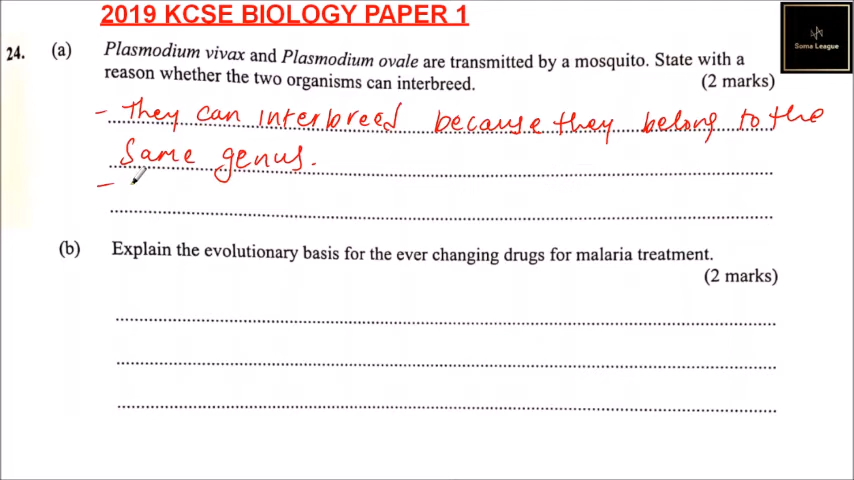 2019 KCSE BIOLOGY PAPER 1
24. (a) Plasmodium vivax and Plasmodium ovale are transmitted by a mosquito. State with a
reason whether the two organisms can interbreed. (2 marks)
- They can interbreed because they belong to the
same genus.
-
(b) Explain the evolutionary basis for the ever changing drugs for malaria treatment.
(2 marks)
Soma League